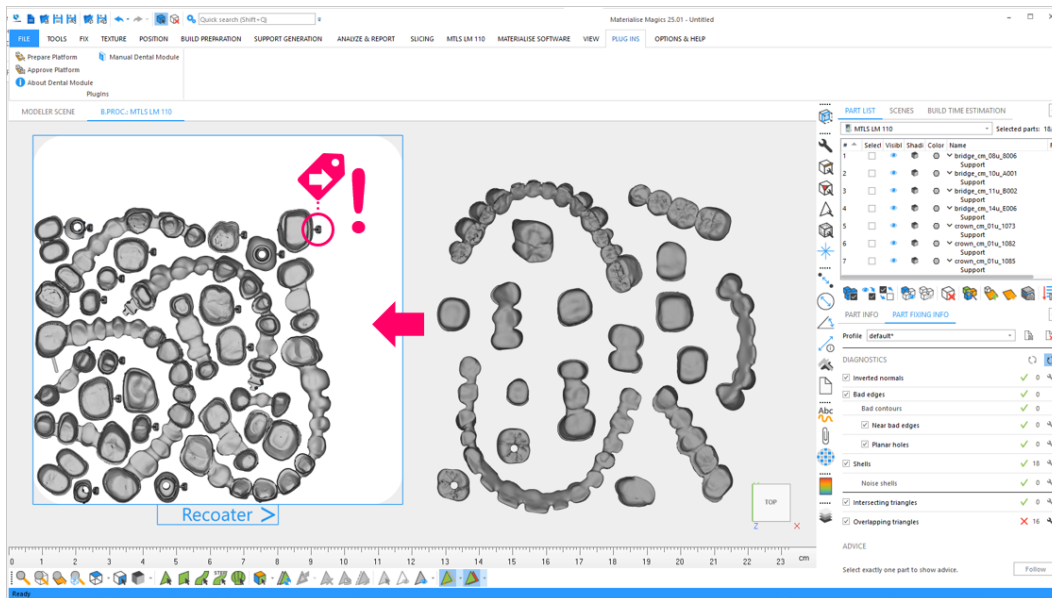 Quick search (Shift+Q)
Materialise Magics 25.01 - Untitled
FILE TOOLS FIX TEXTURE POSITION BUILD PREPARATION SUPPORT GENERATION ANALYZE & REPORT SLICING MTLS LM 110 MATERIALISE SOFTWARE VIEW PLUG INS OPTIONS & HELP
Prepare Platform Manual Dental Module
Approve Platform
About Dental Module
Plugins
MODELER SCENE B.PROC.: MTLS LM 110
PART LIST SCENES BUILD TIME ESTIMATION
MTLS LM 110 Selected parts: 18/
# Select Visibl Shadi Color Name
1 bridge_cm_08u_8006
Support
2 bridge_cm_10u_A001
Support
3 bridge_cm_11u_B002
Support
4 bridge_cm_14u_E006
Support
5 crown_cm_01u_1073
Support
6 crown_cm_01u_1082
Support
7 crown_cm_01u_1085
Support
!
PART INFO PART FIXING INFO
Profile default*
DIAGNOSTICS
Inverted normals 0
Bad edges 0
Bad contours 0
Near bad edges 0
Planar holes 0
Shells 18
Noise shells 0
Intersecting triangles 0
Overlapping triangles 16
ADVICE
Select exactly one part to show advice. Follow
Abc
TOP
Z X
Recoater >
0 1 2 3 4 5 6 7 8 9 10 11 12 13 14 15 16 17 18 19 20 21 22 23 cm
Ready